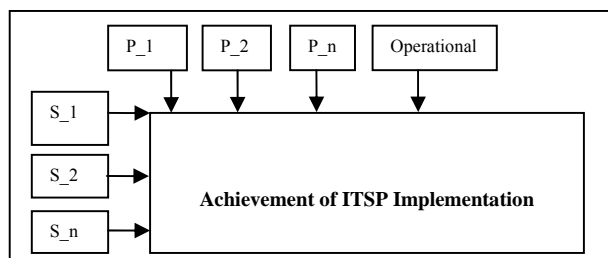 P_1
P_2
P_n
Operational
S_1
S_2
Achievement of ITSP Implementation
S_n